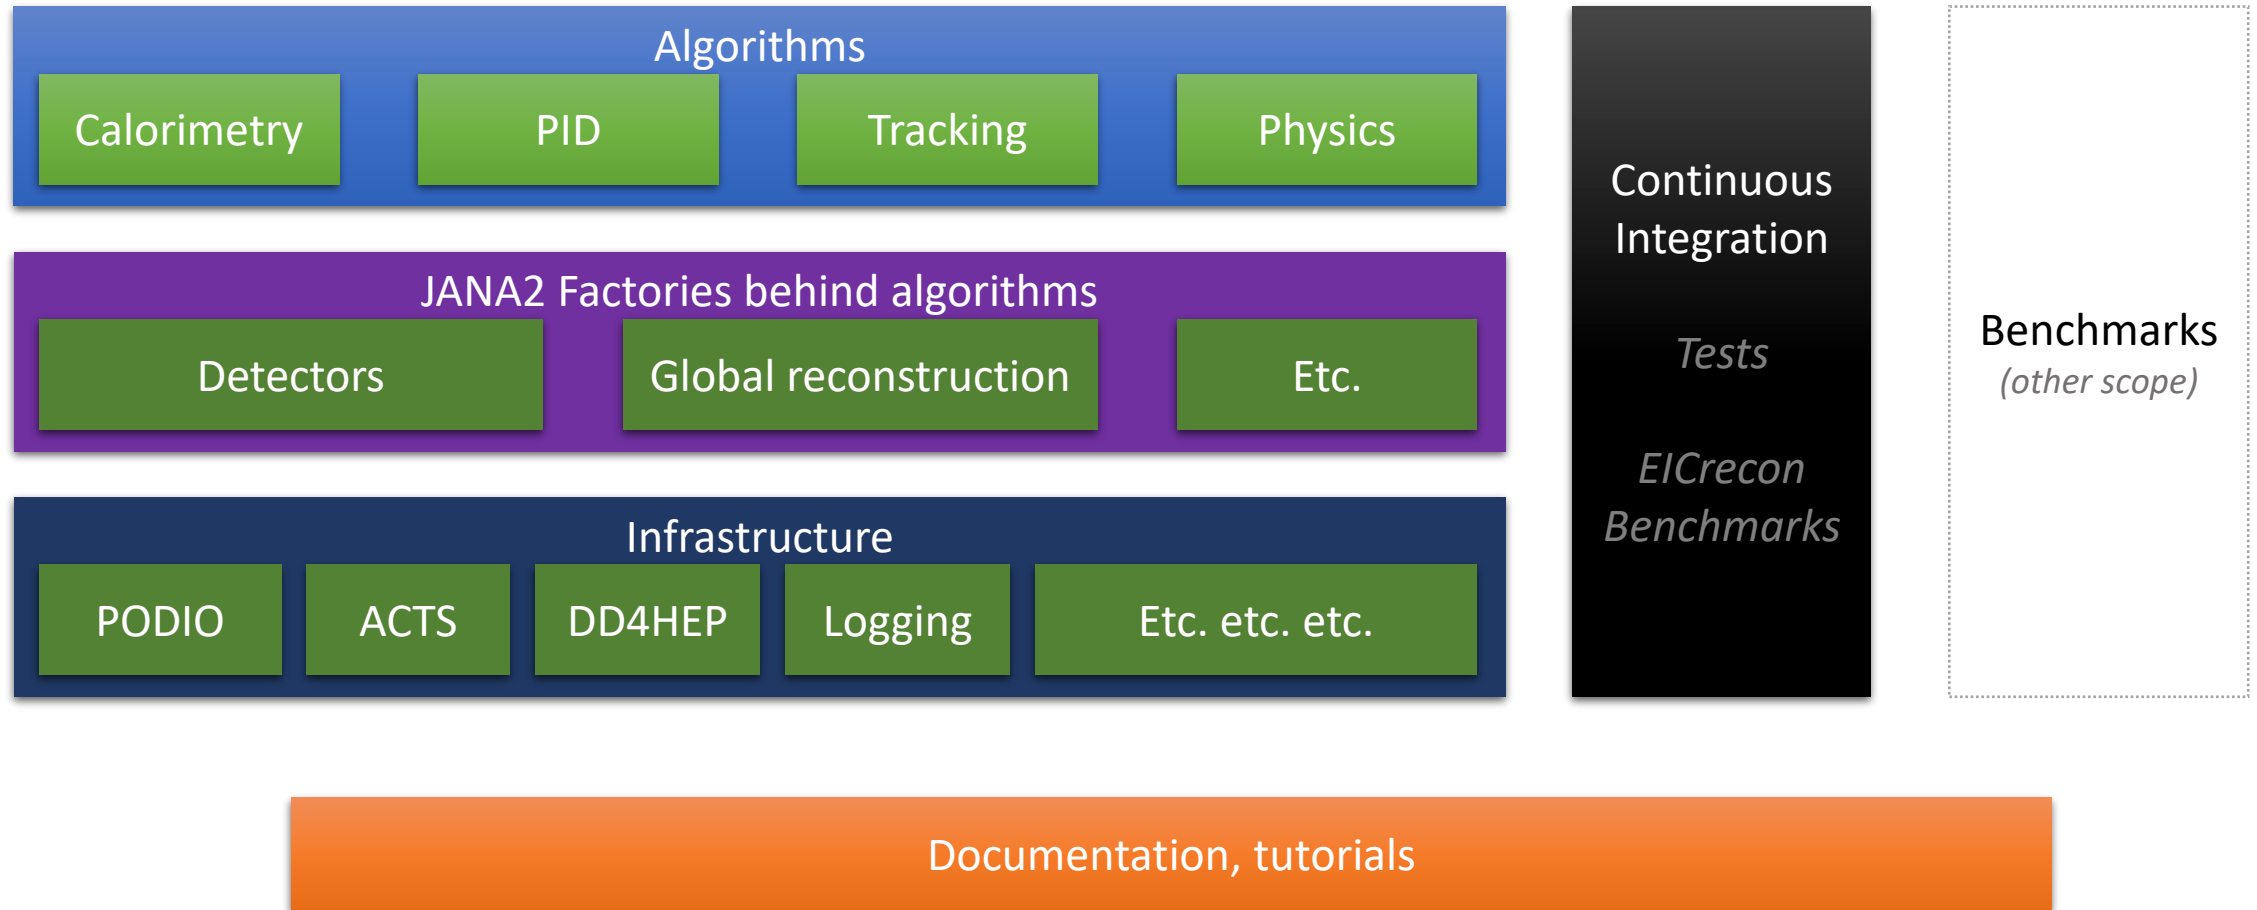 Algorithms
Calorimetry
PID
Tracking
Physics
JANA2 Factories behind algorithms
Detectors
Global reconstruction
Etc.
Infrastructure
PODIO
ACTS
DD4HEP
Logging
Etc. etc. etc.
Continuous
Integration
Tests
EICrecon
Benchmarks
Benchmarks
(other scope)
Documentation, tutorials